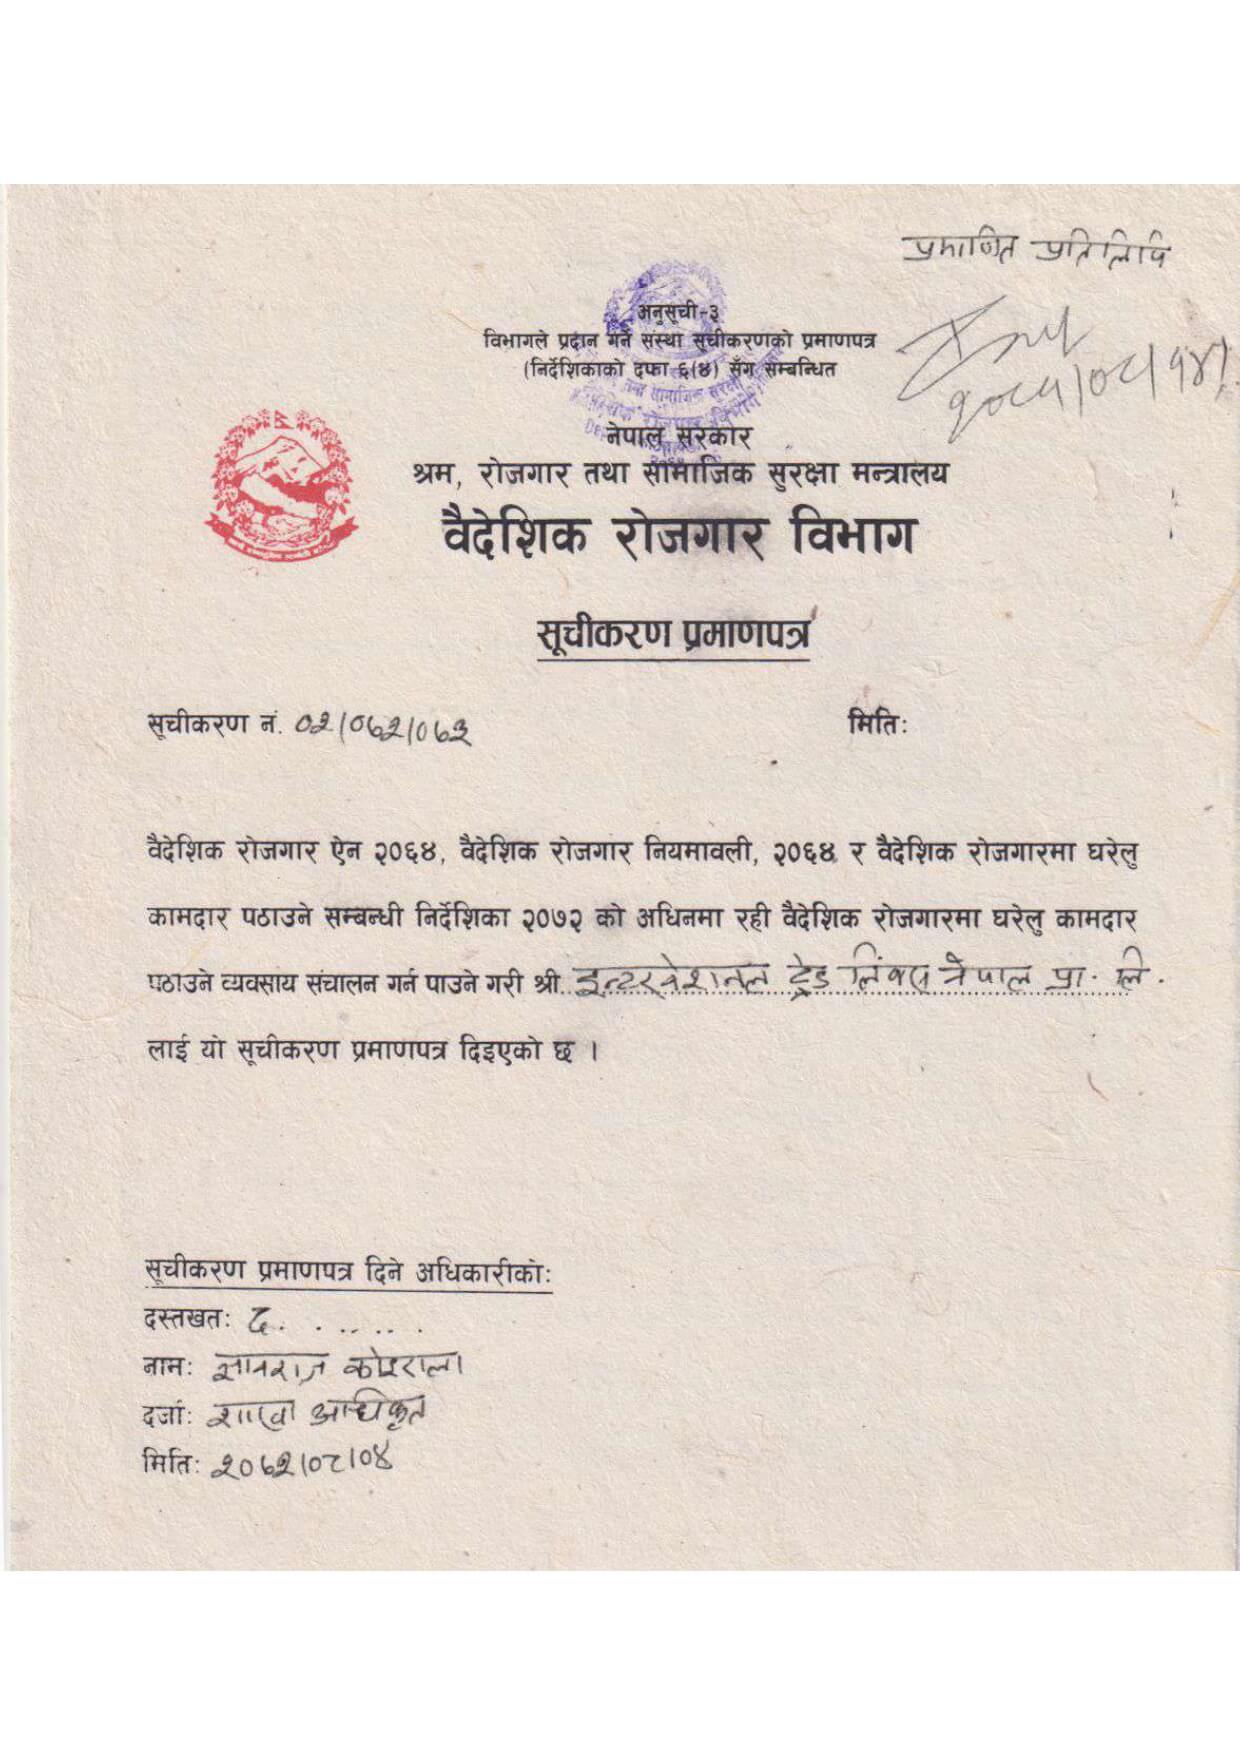 प्रमाणित प्रतिलिपि
अनुसूची-३
विभागले प्रदान गर्ने संस्था सूचीकरणको प्रमाणपत्र
(निर्देशिकाको दफा ६(४) सँग सम्बन्धित
नेपाल सरकार
श्रम, रोजगार तथा सामाजिक सुरक्षा मन्त्रालय
वैदेशिक रोजगार विभाग
सूचीकरण प्रमाणपत्र
सूचीकरण नं. ०२/०७२/०७३
मितिः
वैदेशिक रोजगार ऐन २०६४, वैदेशिक रोजगार नियमावली, २०६४ र वैदेशिक रोजगारमा घरेलु
कामदार पठाउने सम्बन्धी निर्देशिका २०७२ को अधिनमा रही वैदेशिक रोजगारमा घरेलु कामदार
पठाउने व्यवसाय संचालन गर्न पाउने गरी श्री इन्टरनेशनल ट्रेड लिंक्स नेपाल प्रा. लि.
लाई यो सूचीकरण प्रमाणपत्र दिइएको छ ।
सूचीकरण प्रमाणपत्र दिने अधिकारीकोः
दस्तखतः द. . .. .. .
नामः ज्ञानराज कोइराला
दर्जाः शाखा अधिकृत
मितिः २०७२/०८/०४